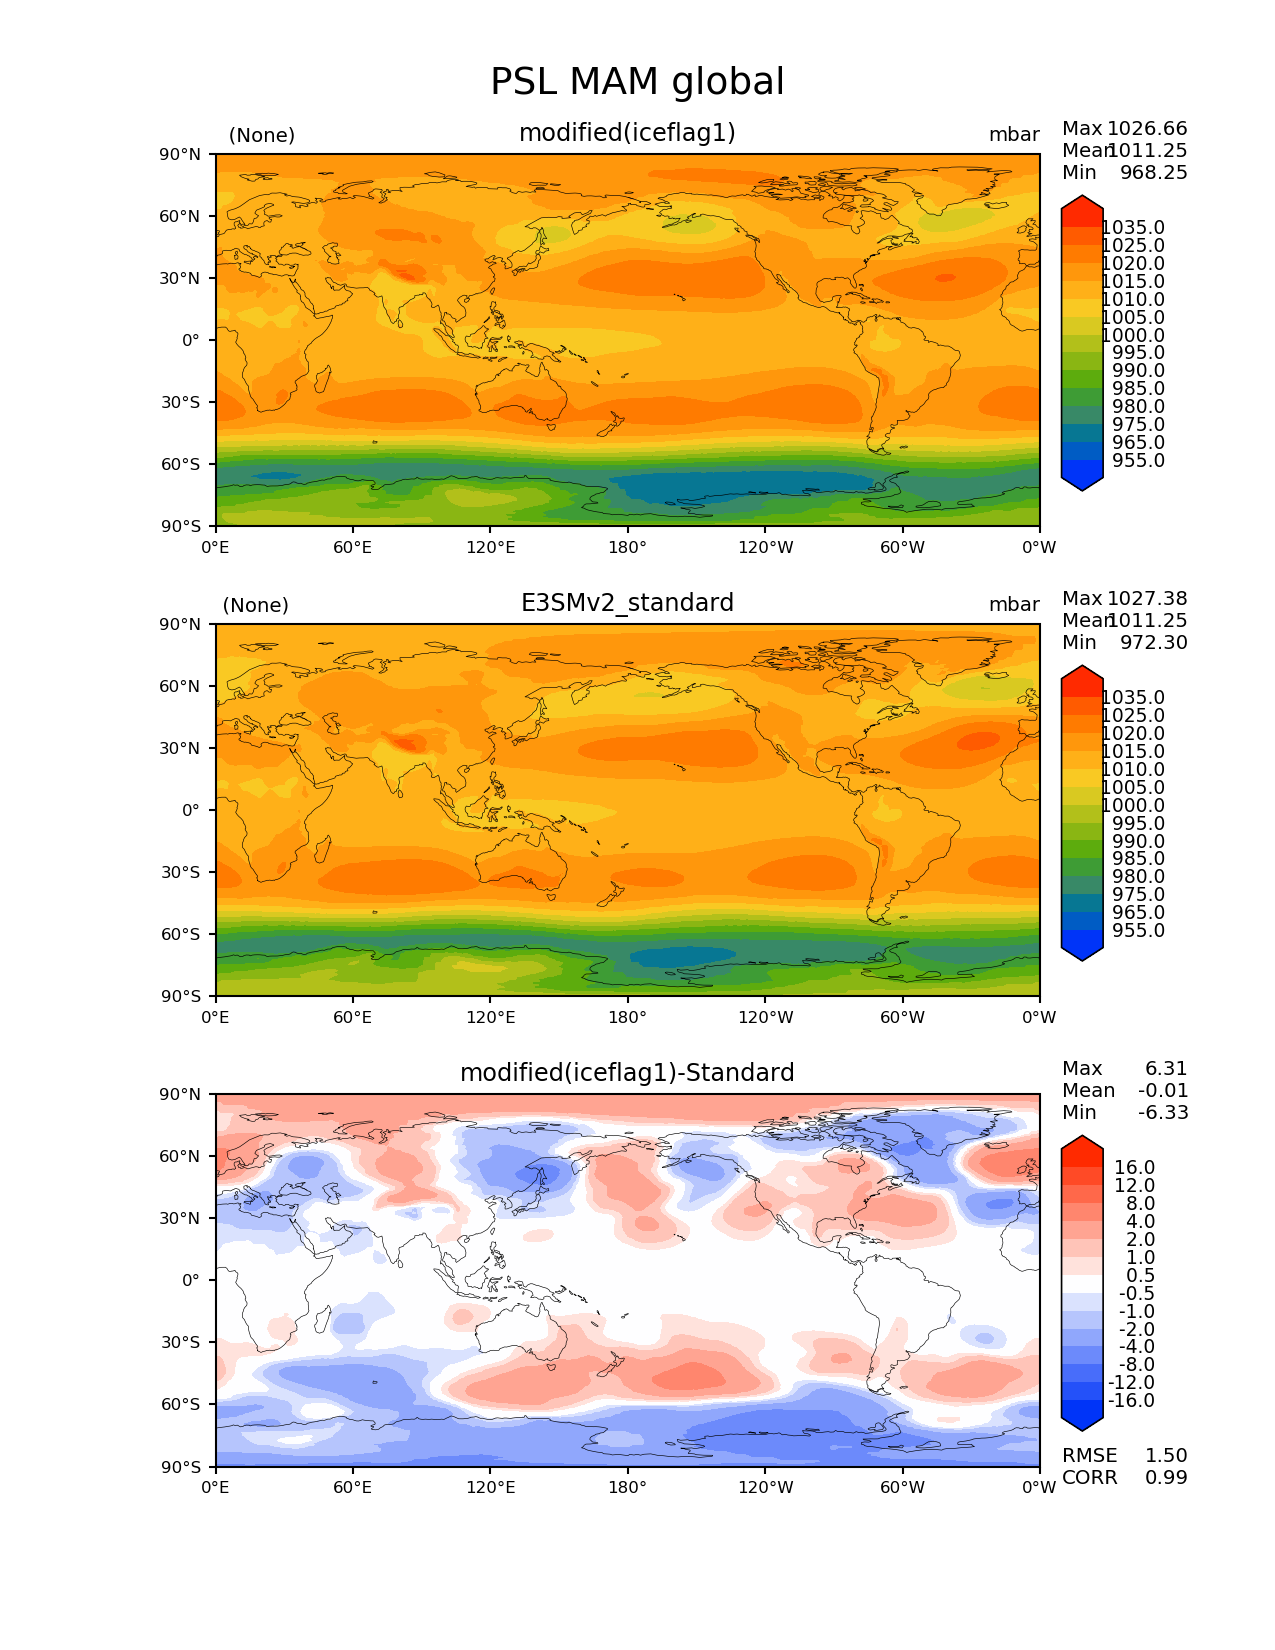 PSL MAM global
(None) modified(iceflag1) mbar
Max 1026.66
Mean 1011.25
Min 968.25
90°N
60°N
30°N
0°
30°S
60°S
90°S
0°E 60°E 120°E 180° 120°W 60°W 0°W
1035.0
1025.0
1020.0
1015.0
1010.0
1005.0
1000.0
995.0
990.0
985.0
980.0
975.0
965.0
955.0
(None) E3SMv2_standard mbar
Max 1027.38
Mean 1011.25
Min 972.30
90°N
60°N
30°N
0°
30°S
60°S
90°S
0°E 60°E 120°E 180° 120°W 60°W 0°W
1035.0
1025.0
1020.0
1015.0
1010.0
1005.0
1000.0
995.0
990.0
985.0
980.0
975.0
965.0
955.0
modified(iceflag1)-Standard
Max 6.31
Mean -0.01
Min -6.33
90°N
60°N
30°N
0°
30°S
60°S
90°S
0°E 60°E 120°E 180° 120°W 60°W 0°W
16.0
12.0
8.0
4.0
2.0
1.0
0.5
-0.5
-1.0
-2.0
-4.0
-8.0
-12.0
-16.0
RMSE 1.50
CORR 0.99